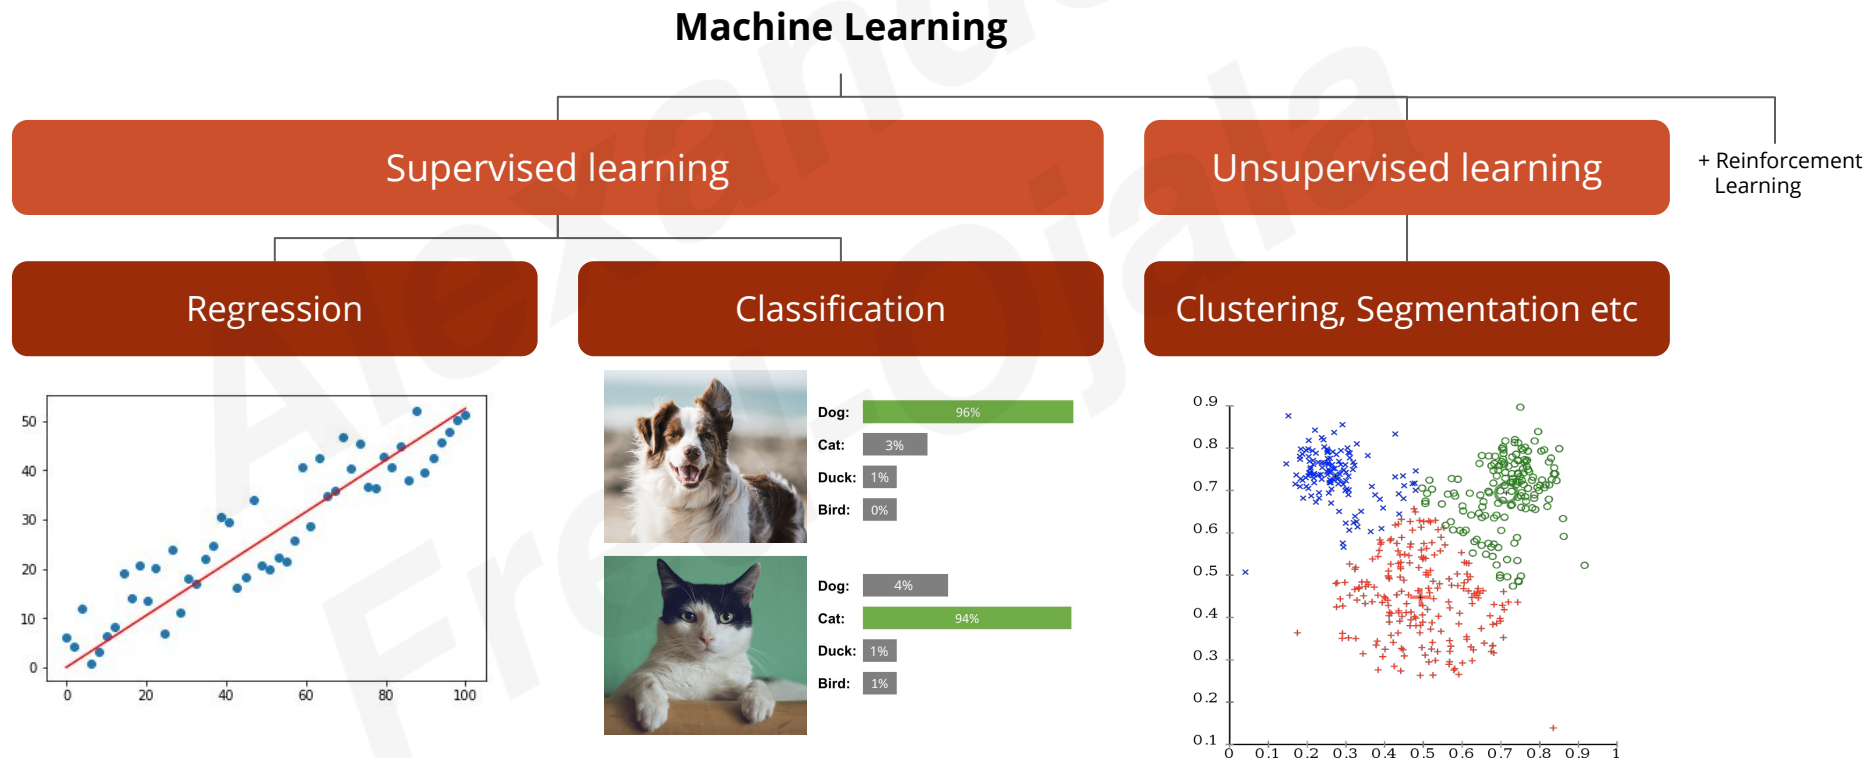 Machine Learning
Supervised learning
Unsupervised learning
+ Reinforcement
Learning
Regression
Classification
Clustering, Segmentation etc
50
40
30
20
10
0
0 20 40 60 80 100
Dog: 96%
Cat: 3%
Duck: 1%
Bird: 0%
Dog: 4%
Cat: 94%
Duck: 1%
Bird: 1%
0.9
0.8
0.7
0.6
0.5
0.4
0.3
0.2
0.1
0 0.1 0.2 0.3 0.4 0.5 0.6 0.7 0.8 0.9 1
Ojala